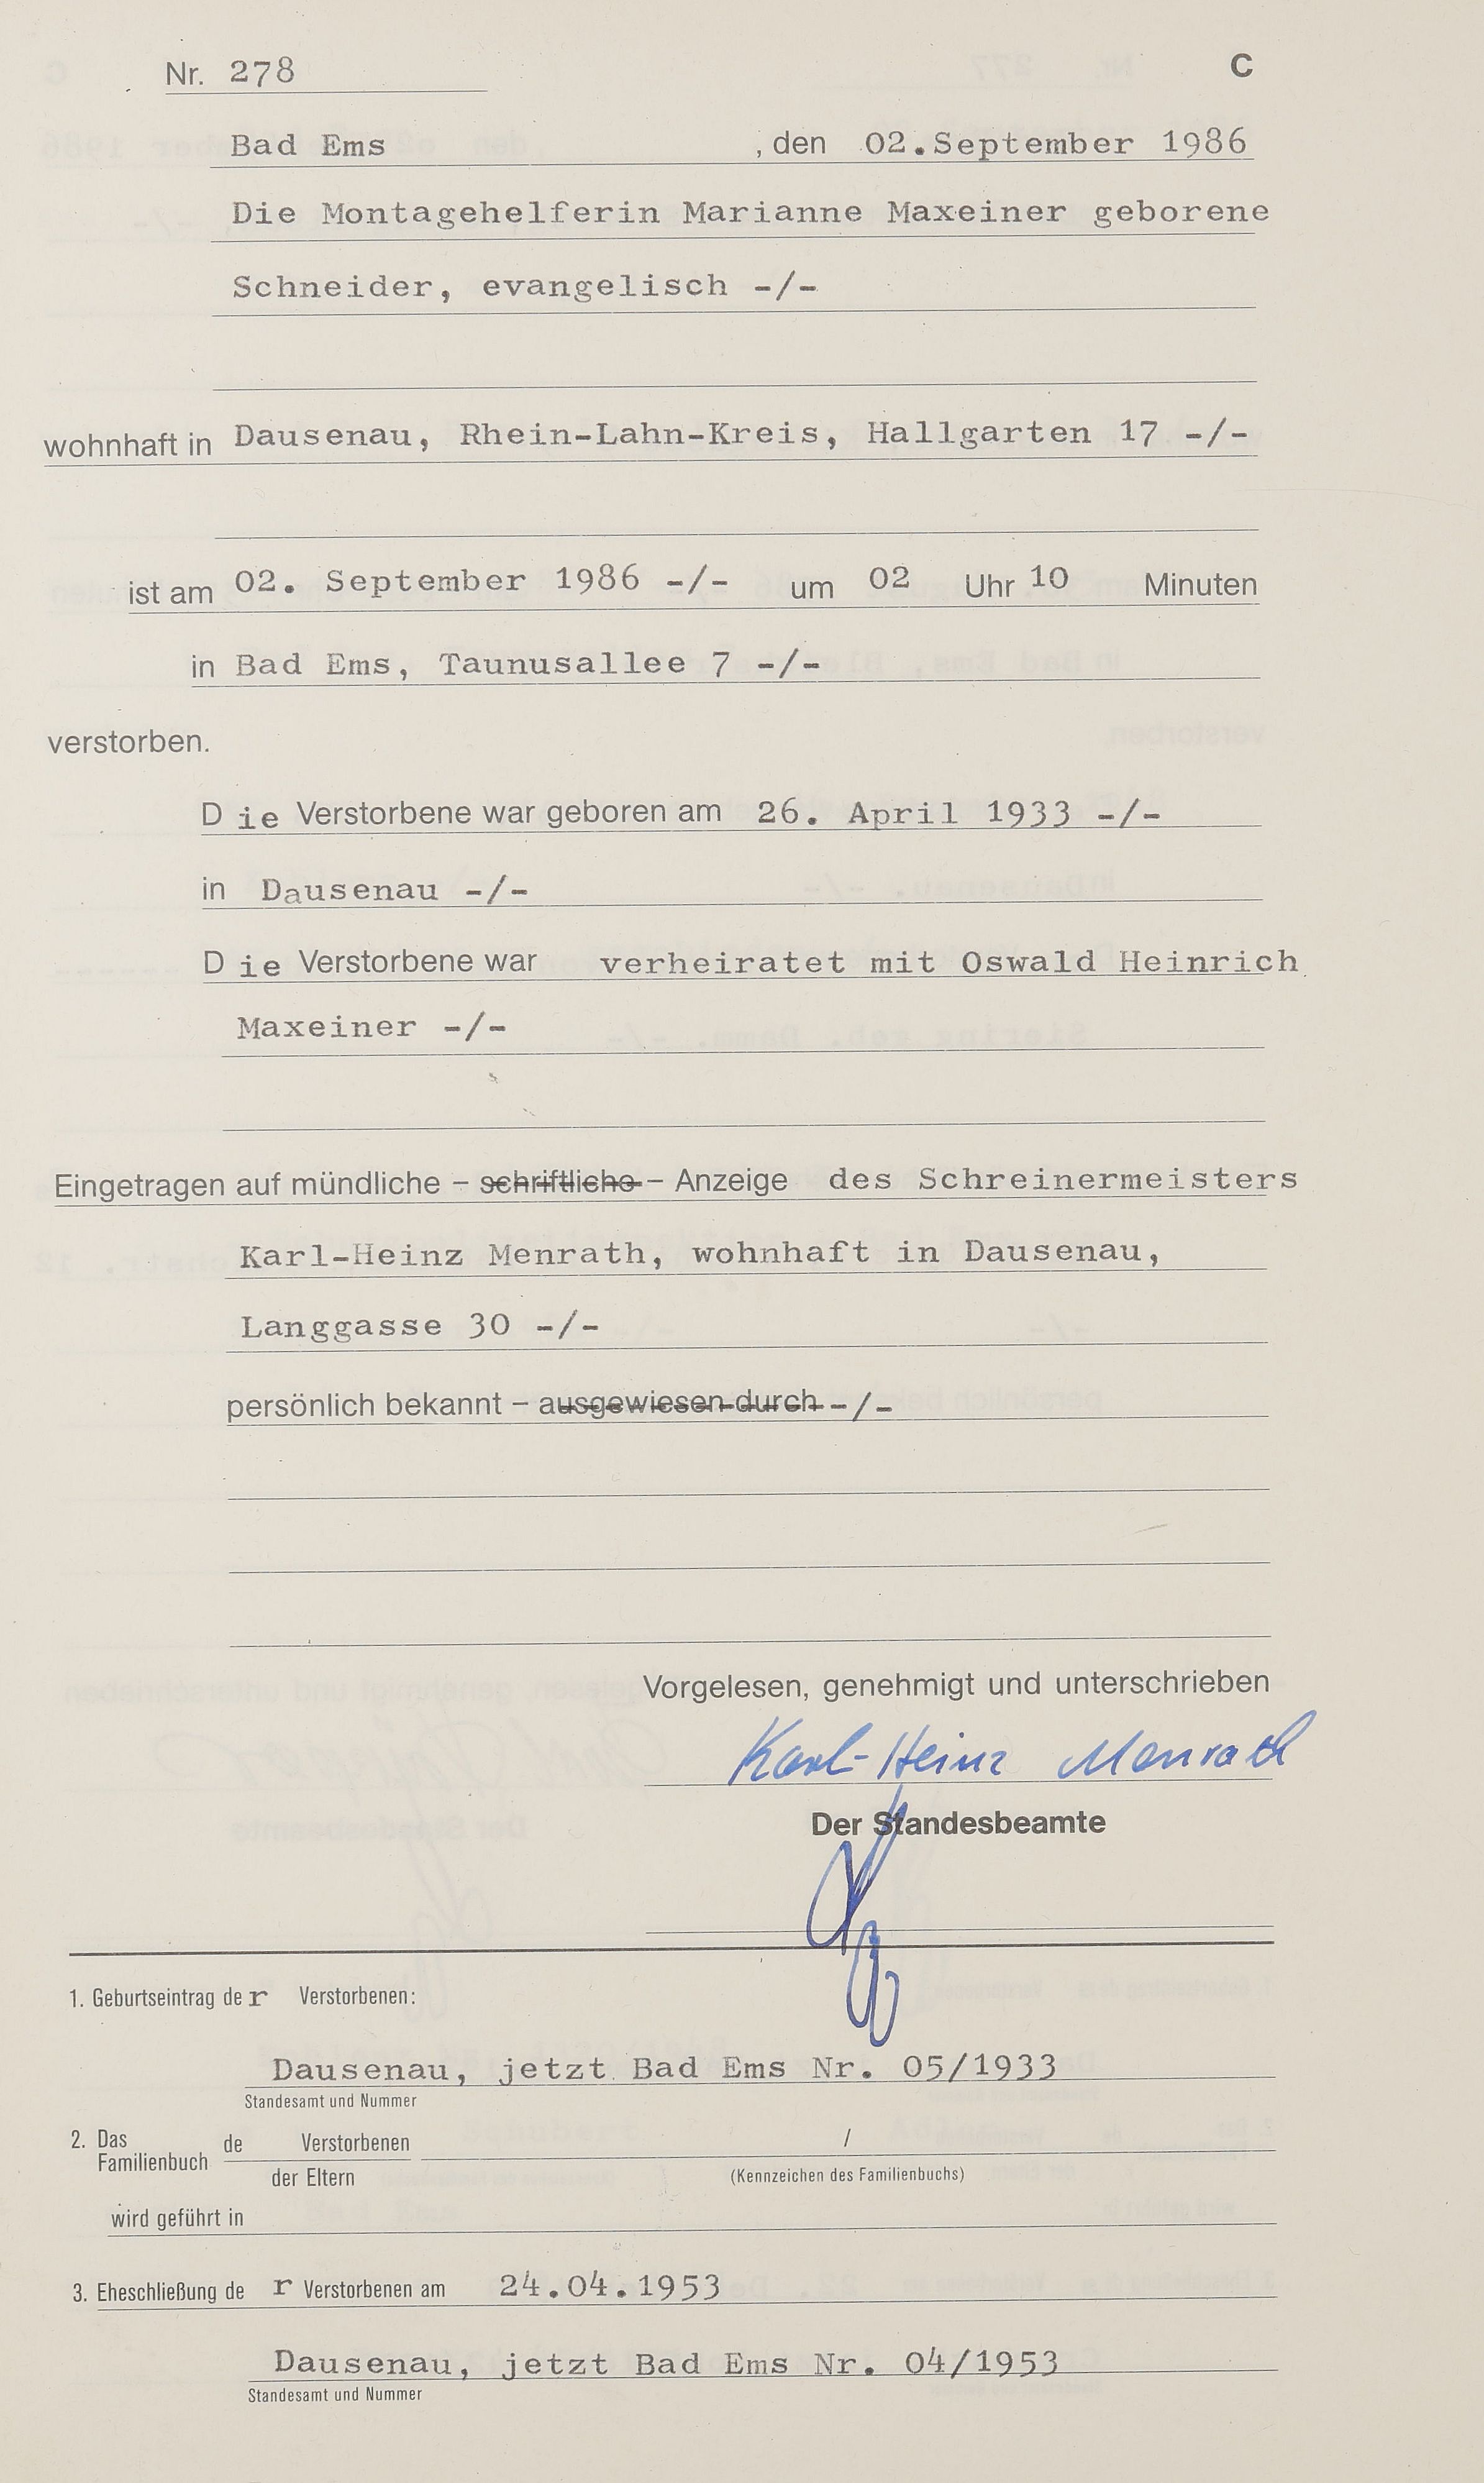 Nr. 278 C
Bad Ems , den 02.September 1986
Die Montagehelferin Marianne Maxeiner geborene
Schneider, evangelisch -/-
wohnhaft in Dausenau, Rhein-Lahn-Kreis, Hallgarten 17 -/-
ist am 02. September 1986 -/- um 02 Uhr 10 Minuten
in Bad Ems, Taunusallee 7 -/-
verstorben.
Die Verstorbene war geboren am 26. April 1933 -/-
in Dausenau -/-
Die Verstorbene war verheiratet mit Oswald Heinrich
Maxeiner -/-
Eingetragen auf mündliche – schriftliche – Anzeige des Schreinermeisters
Karl-Heinz Menrath, wohnhaft in Dausenau,
Langgasse 30 -/-
persönlich bekannt – ausgewiesen durch -/-
Vorgelesen, genehmigt und unterschrieben
Karl-Heinz Menrath
Der Standesbeamte
1. Geburtseintrag der Verstorbenen:
Dausenau, jetzt Bad Ems Nr. 05/1933
Standesamt und Nummer
2. Das Familienbuch de Verstorbenen /
der Eltern (Kennzeichen des Familienbuchs)
wird geführt in
3. Eheschließung der Verstorbenen am 24.04.1953
Dausenau, jetzt Bad Ems Nr. 04/1953
Standesamt und Nummer